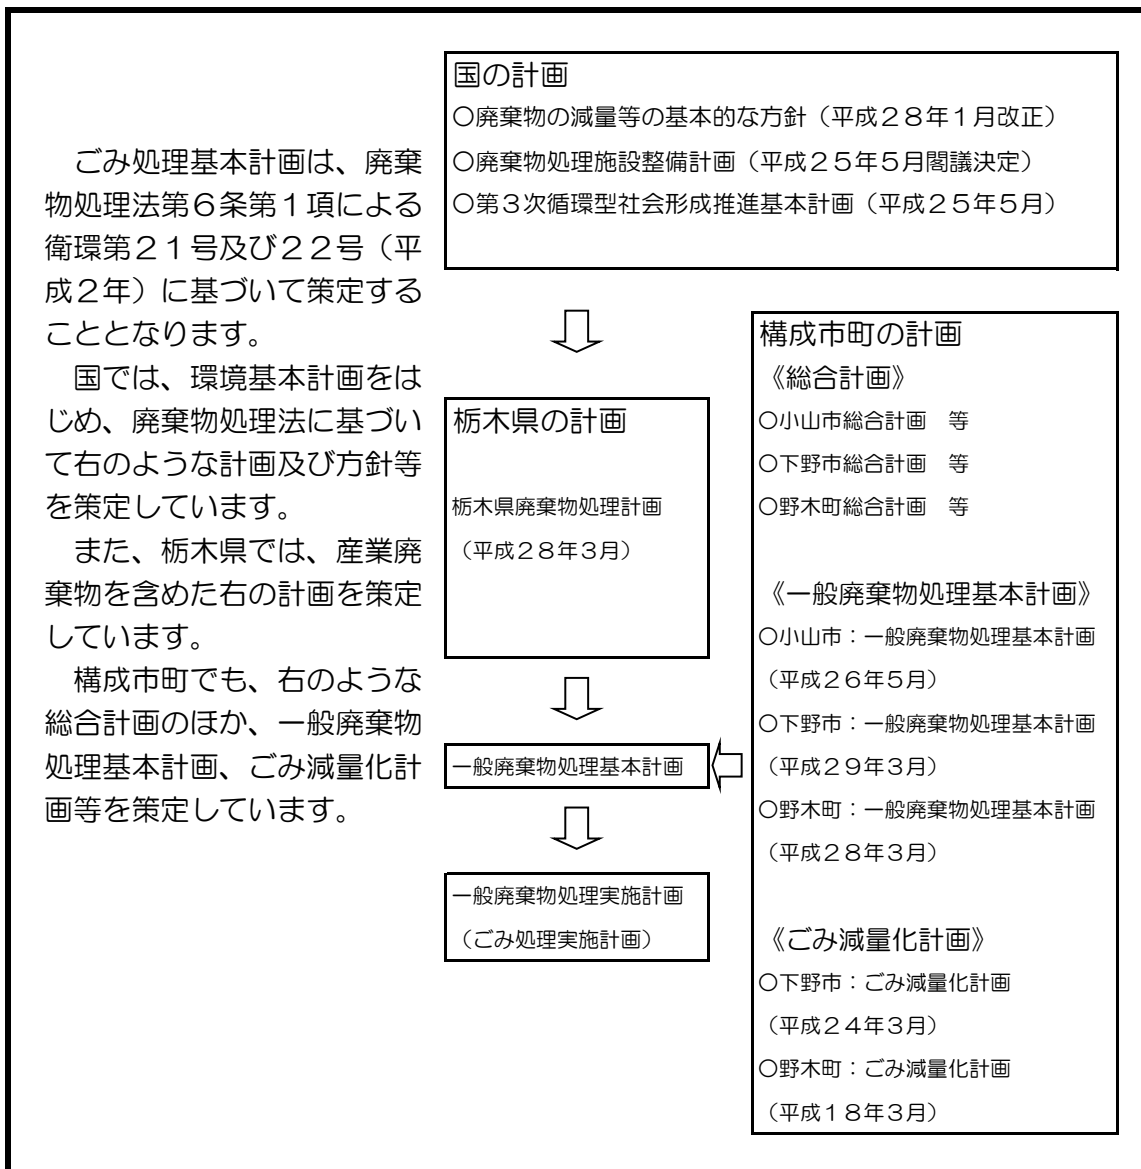 ごみ処理基本計画は、廃棄
物処理法第６条第１項による
衛環第２１号及び２２号（平
成２年）に基づいて策定する
こととなります。
国では、環境基本計画をは
じめ、廃棄物処理法に基づい
て右のような計画及び方針等
を策定しています。
また、栃木県では、産業廃
棄物を含めた右の計画を策定
しています。
構成市町でも、右のような
総合計画のほか、一般廃棄物
処理基本計画、ごみ減量化計
画等を策定しています。
国の計画
○廃棄物の減量等の基本的な方針（平成２８年１月改正）
○廃棄物処理施設整備計画（平成２５年５月閣議決定）
○第３次循環型社会形成推進基本計画（平成２５年５月）
栃木県の計画
栃木県廃棄物処理計画
（平成２８年３月）
一般廃棄物処理基本計画
一般廃棄物処理実施計画
（ごみ処理実施計画）
構成市町の計画
《総合計画》
○小山市総合計画　等
○下野市総合計画　等
○野木町総合計画　等
《一般廃棄物処理基本計画》
○小山市：一般廃棄物処理基本計画
（平成２６年５月）
○下野市：一般廃棄物処理基本計画
（平成２９年３月）
○野木町：一般廃棄物処理基本計画
（平成２８年３月）
《ごみ減量化計画》
○下野市：ごみ減量化計画
（平成２４年３月）
○野木町：ごみ減量化計画
（平成１８年３月）